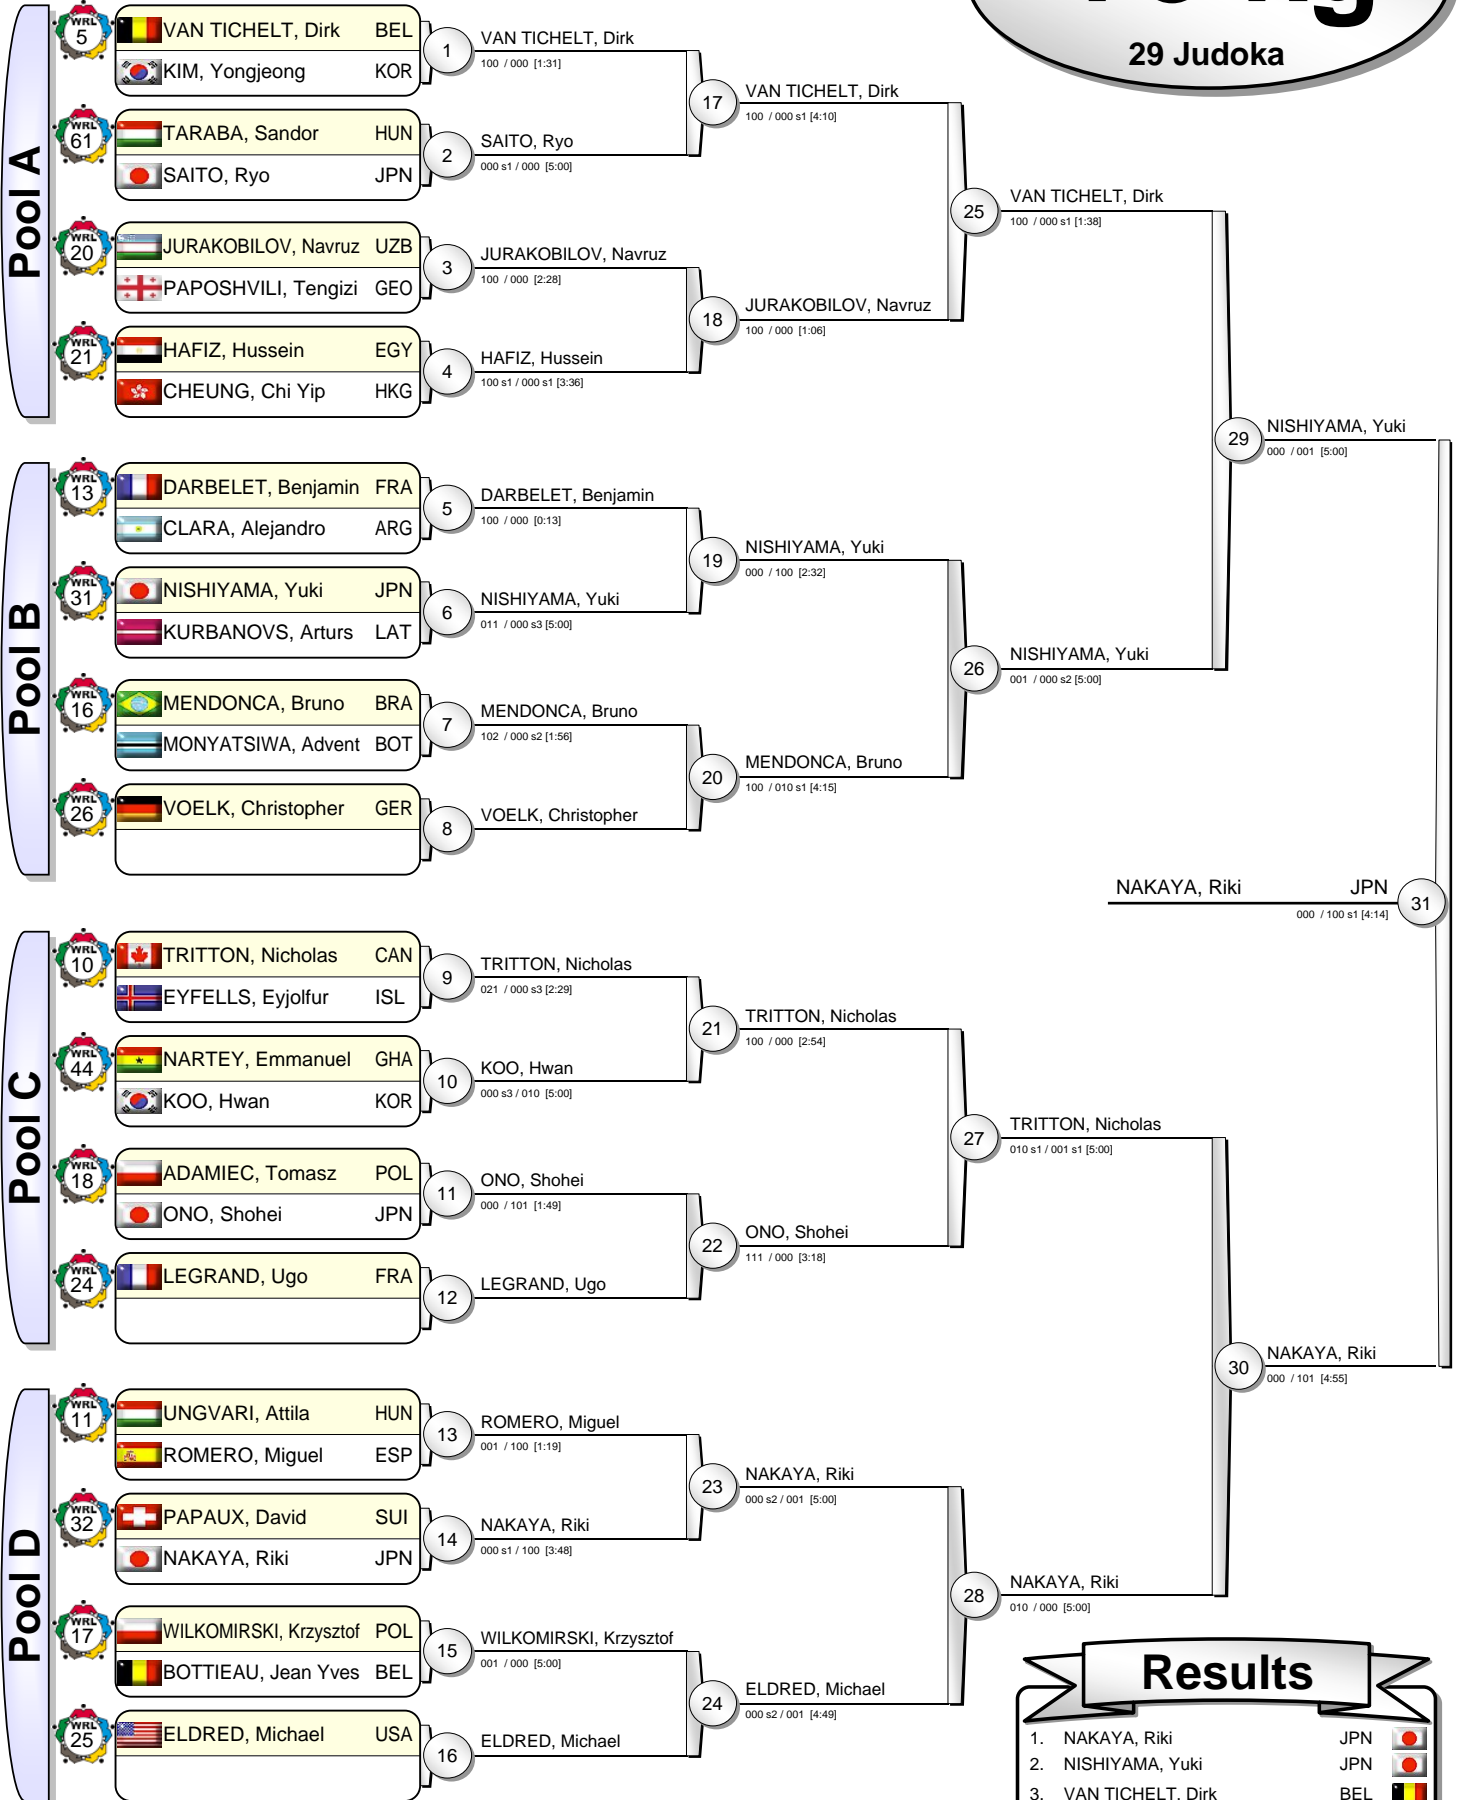 29 Judoka
Pool A
WRL 5
VAN TICHELT, Dirk BEL
KIM, Yongjeong KOR
WRL 61
TARABA, Sandor HUN
SAITO, Ryo JPN
WRL 20
JURAKOBILOV, Navruz UZB
PAPOSHVILI, Tengizi GEO
WRL 21
HAFIZ, Hussein EGY
CHEUNG, Chi Yip HKG
1
VAN TICHELT, Dirk
100 / 000 [1:31]
2
SAITO, Ryo
000 s1 / 000 [5:00]
3
JURAKOBILOV, Navruz
100 / 000 [2:28]
4
HAFIZ, Hussein
100 s1 / 000 s1 [3:36]
17
VAN TICHELT, Dirk
100 / 000 s1 [4:10]
18
JURAKOBILOV, Navruz
100 / 000 [1:06]
25
VAN TICHELT, Dirk
100 / 000 s1 [1:38]
Pool B
WRL 13
DARBELET, Benjamin FRA
CLARA, Alejandro ARG
WRL 31
NISHIYAMA, Yuki JPN
KURBANOVS, Arturs LAT
WRL 16
MENDONCA, Bruno BRA
MONYATSIWA, Advent BOT
WRL 26
VOELK, Christopher GER
5
DARBELET, Benjamin
100 / 000 [0:13]
6
NISHIYAMA, Yuki
011 / 000 s3 [5:00]
7
MENDONCA, Bruno
102 / 000 s2 [1:56]
8
VOELK, Christopher
19
NISHIYAMA, Yuki
000 / 100 [2:32]
20
MENDONCA, Bruno
100 / 010 s1 [4:15]
26
NISHIYAMA, Yuki
001 / 000 s2 [5:00]
29
NISHIYAMA, Yuki
000 / 001 [5:00]
NAKAYA, Riki JPN
000 / 100 s1 [4:14]
31
Pool C
WRL 10
TRITTON, Nicholas CAN
EYFELLS, Eyjolfur ISL
WRL 44
NARTEY, Emmanuel GHA
KOO, Hwan KOR
WRL 18
ADAMIEC, Tomasz POL
ONO, Shohei JPN
WRL 24
LEGRAND, Ugo FRA
9
TRITTON, Nicholas
021 / 000 s3 [2:29]
10
KOO, Hwan
000 s3 / 010 [5:00]
11
ONO, Shohei
000 / 101 [1:49]
12
LEGRAND, Ugo
21
TRITTON, Nicholas
100 / 000 [2:54]
22
ONO, Shohei
111 / 000 [3:18]
27
TRITTON, Nicholas
010 s1 / 001 s1 [5:00]
Pool D
WRL 11
UNGVARI, Attila HUN
ROMERO, Miguel ESP
WRL 32
PAPAUX, David SUI
NAKAYA, Riki JPN
WRL 17
WILKOMIRSKI, Krzysztof POL
BOTTIEAU, Jean Yves BEL
WRL 25
ELDRED, Michael USA
13
ROMERO, Miguel
001 / 100 [1:19]
14
NAKAYA, Riki
000 s1 / 100 [3:48]
15
WILKOMIRSKI, Krzysztof
001 / 000 [5:00]
16
ELDRED, Michael
23
NAKAYA, Riki
000 s2 / 001 [5:00]
24
ELDRED, Michael
000 s2 / 001 [4:49]
28
NAKAYA, Riki
010 / 000 [5:00]
30
NAKAYA, Riki
000 / 101 [4:55]
Results
1. NAKAYA, Riki JPN
2. NISHIYAMA, Yuki JPN
3. VAN TICHELT, Dirk BEL